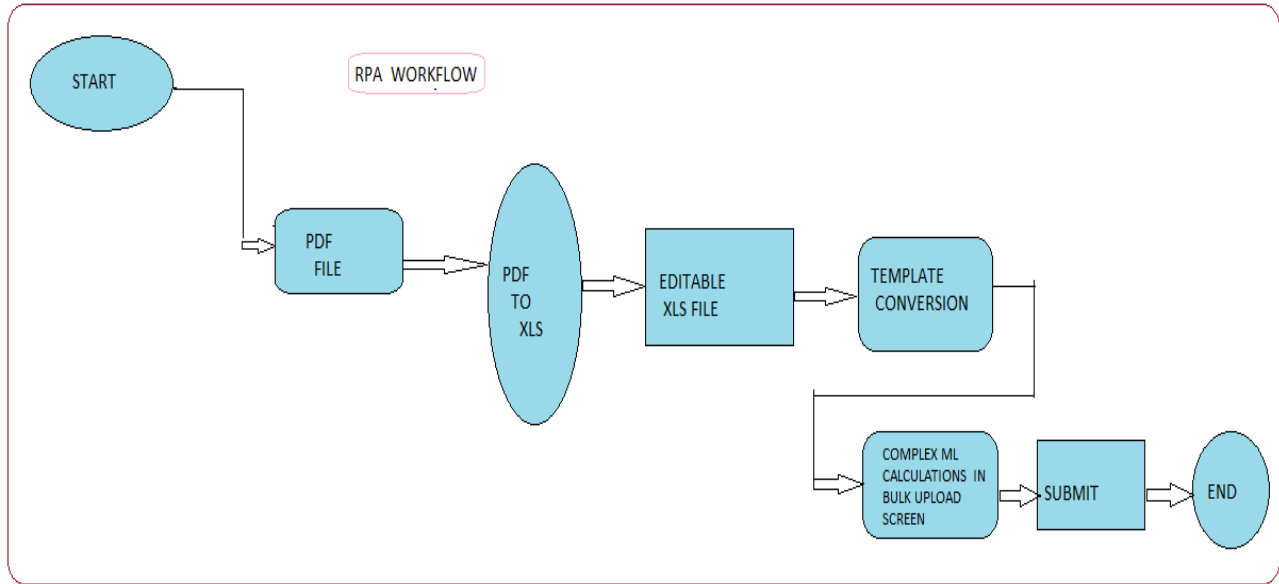 START
RPA WORKFLOW
PDF
FILE
PDF
TO
XLS
EDITABLE
XLS FILE
TEMPLATE
CONVERSION
COMPLEX ML
CALCULATIONS IN
BULK UPLOAD
SCREEN
SUBMIT
END